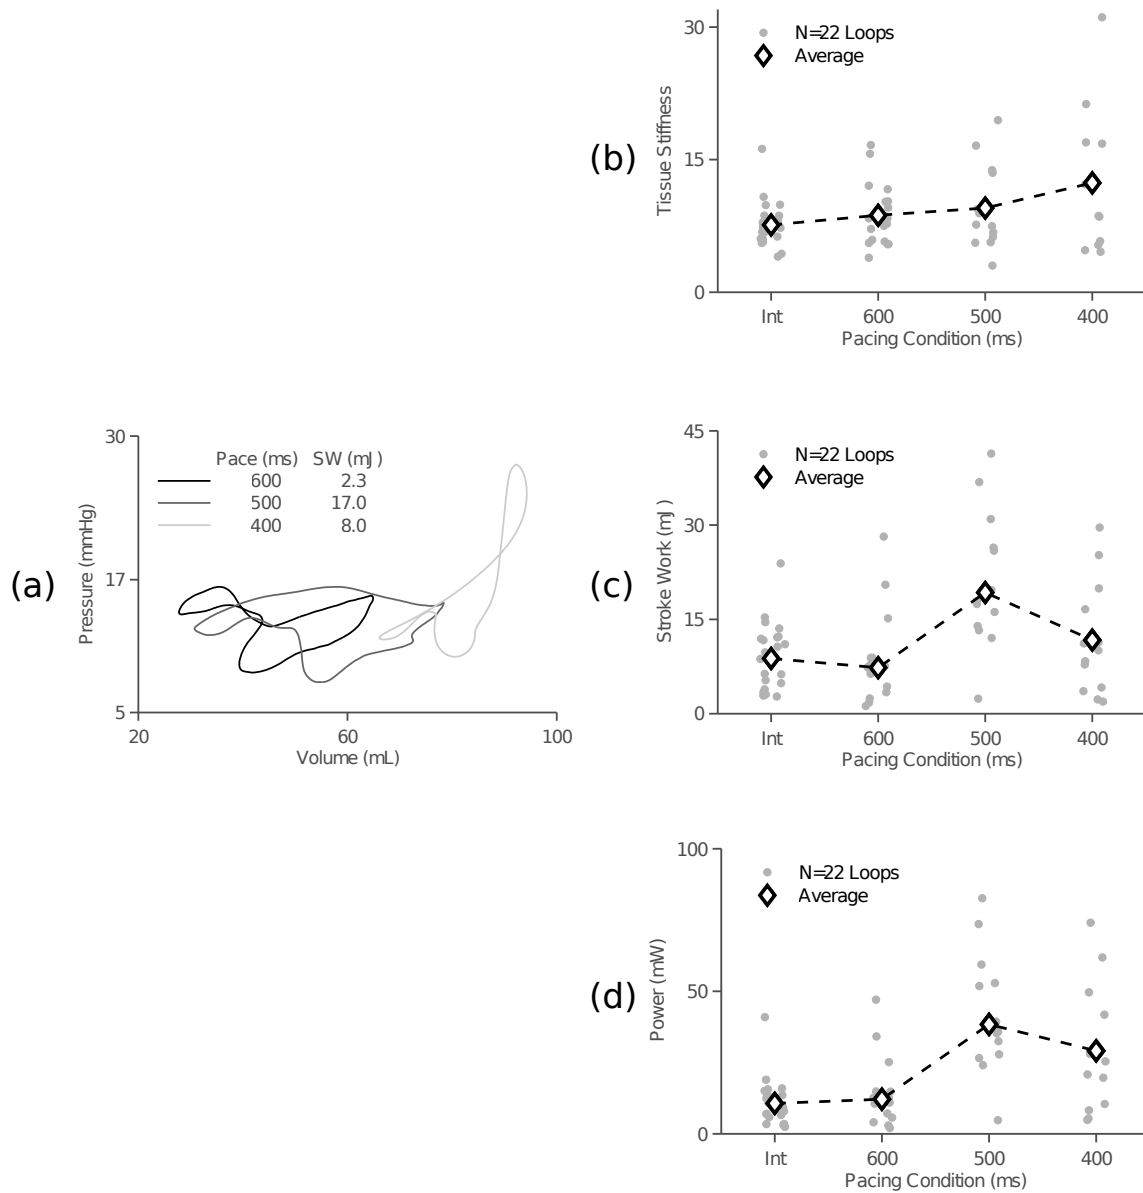 (a)
30
17
5
Pressure (mmHg)
Pace (ms) SW (mJ)
600 2.3
500 17.0
400 8.0
20 60 100
Volume (mL)
(b)
30
15
0
Tissue Stiffness
N=22 Loops
Average
Int 600 500 400
Pacing Condition (ms)
(c)
45
30
15
0
Stroke Work (mJ)
N=22 Loops
Average
Int 600 500 400
Pacing Condition (ms)
(d)
100
50
0
Power (mW)
N=22 Loops
Average
Int 600 500 400
Pacing Condition (ms)